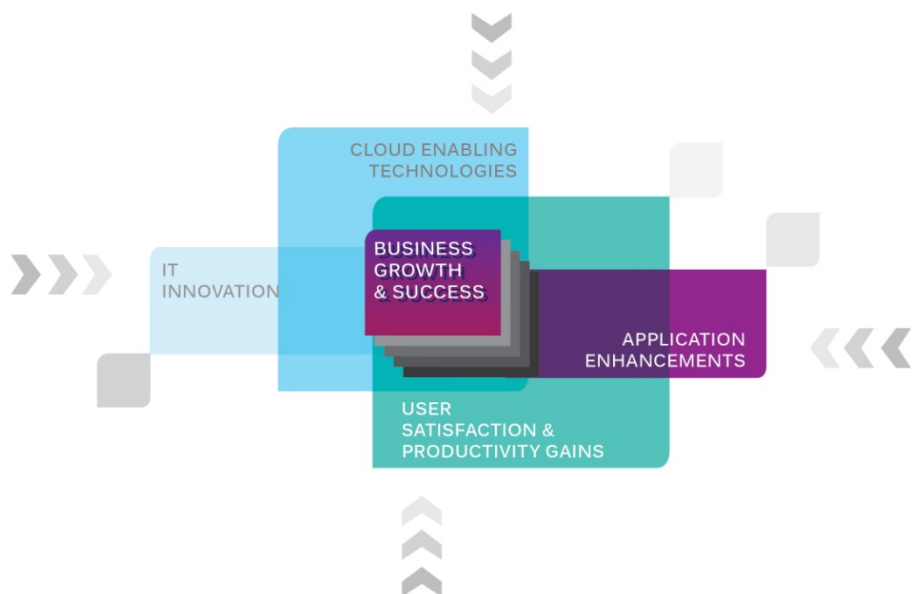 CLOUD ENABLING
TECHNOLOGIES
BUSINESS
GROWTH
& SUCCESS
IT
INNOVATION
APPLICATION
ENHANCEMENTS
USER
SATISFACTION &
PRODUCTIVITY GAINS